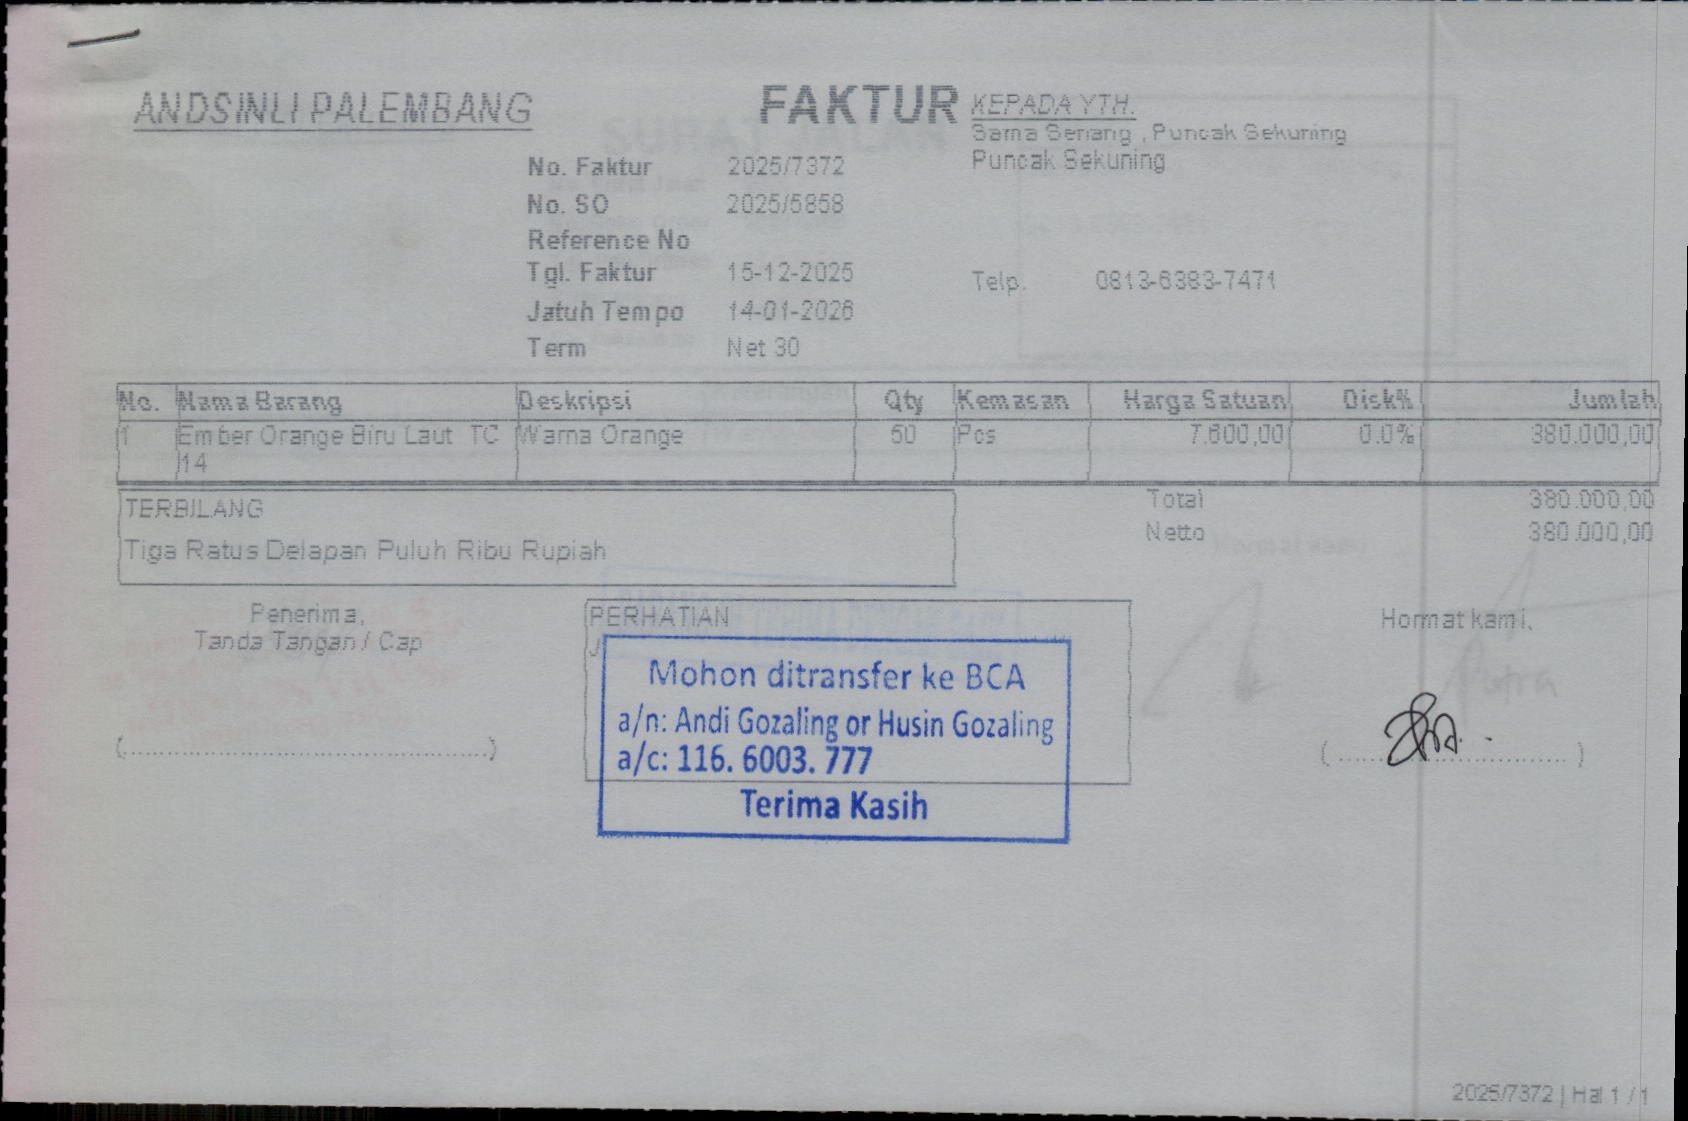 ANDSINLI PALEMBANG
FAKTUR
KEPADA YTH.
Sama Senang , Puncak Sekuning
Puncak Sekuning
No. Faktur 2025/7372
No. SO 2025/5858
Reference No
Tgl. Faktur 15-12-2025
Jatuh Tempo 14-01-2026
Term Net 30
Telp. 0813-6383-7471
No. Nama Barang Deskripsi Qty Kemasan Harga Satuan Disk% Jumlah
1 Ember Orange Biru Laut TC Warna Orange 50 Pcs 7.600,00 0.0% 380.000,00
14
TERBILANG
Tiga Ratus Delapan Puluh Ribu Rupiah
Total 380.000,00
Netto 380.000,00
Penerima,
Tanda Tangan / Cap
(................................................)
PERHATIAN
Mohon ditransfer ke BCA
a/n: Andi Gozaling or Husin Gozaling
a/c: 116. 6003. 777
Terima Kasih
Hormat kami,
Putra
2025/7372 | Hal 1 / 1